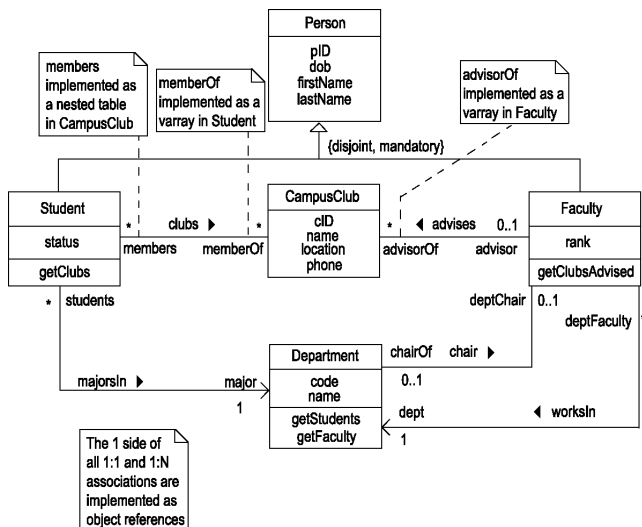 Person
pID
dob
firstName
lastName
members
implemented as
a nested table
in CampusClub
memberOf
implemented as a
varray in Student
advisorOf
implemented as a
varray in Faculty
{disjoint, mandatory}
Student
status
getClubs
CampusClub
cID
name
location
phone
Faculty
rank
getClubsAdvised
* clubs ▶ *
members memberOf
* ◀ advises 0..1
advisorOf advisor
* students
deptChair 0..1
deptFaculty *
Department
code
name
getStudents
getFaculty
chairOf chair ▶
0..1
majorsIn ▶ major
1
dept ◀ worksIn
1
The 1 side of
all 1:1 and 1:N
associations are
implemented as
object references